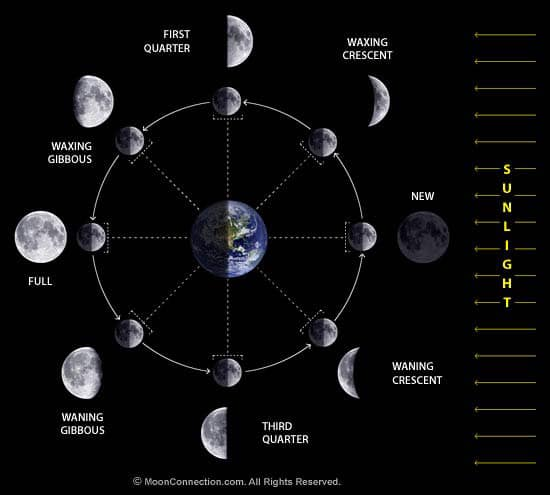 FIRST
QUARTER
WAXING
CRESCENT
WAXING
GIBBOUS
NEW
SUNLIGHT
FULL
WANING
CRESCENT
WANING
GIBBOUS
THIRD
QUARTER
© MoonConnection.com. All Rights Reserved.